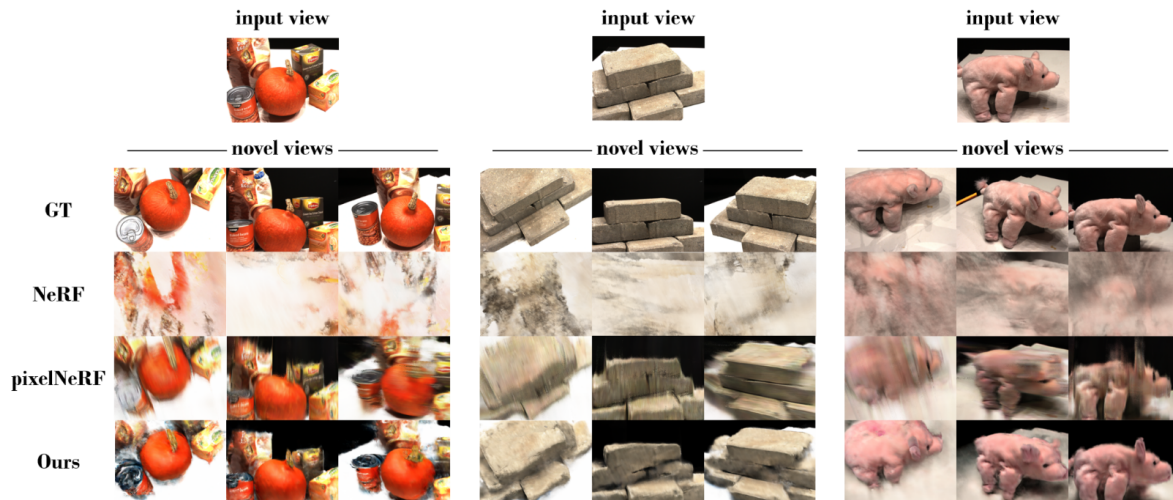 input view input view input view
novel views novel views novel views
GT
NeRF
pixelNeRF
Ours